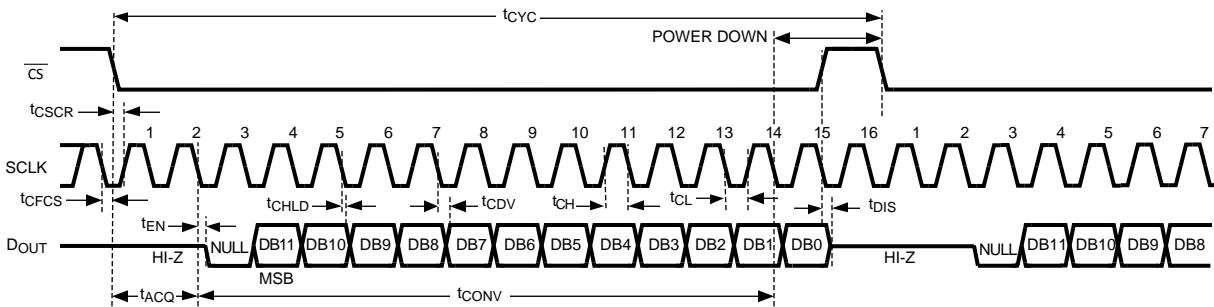 tCYC
POWER DOWN
CS
tCSCR
1 2 3 4 5 6 7 8 9 10 11 12 13 14 15 16 1 2 3 4 5 6 7
SCLK
tCFCS tCHLD tCDV tCH tCL tDIS
tEN
DOUT HI-Z NULL DB11 DB10 DB9 DB8 DB7 DB6 DB5 DB4 DB3 DB2 DB1 DB0 HI-Z NULL DB11 DB10 DB9 DB8
MSB
tACQ tCONV